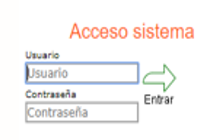 Acceso sistema
Usuario
Usuario
Contraseña
Contraseña
Entrar